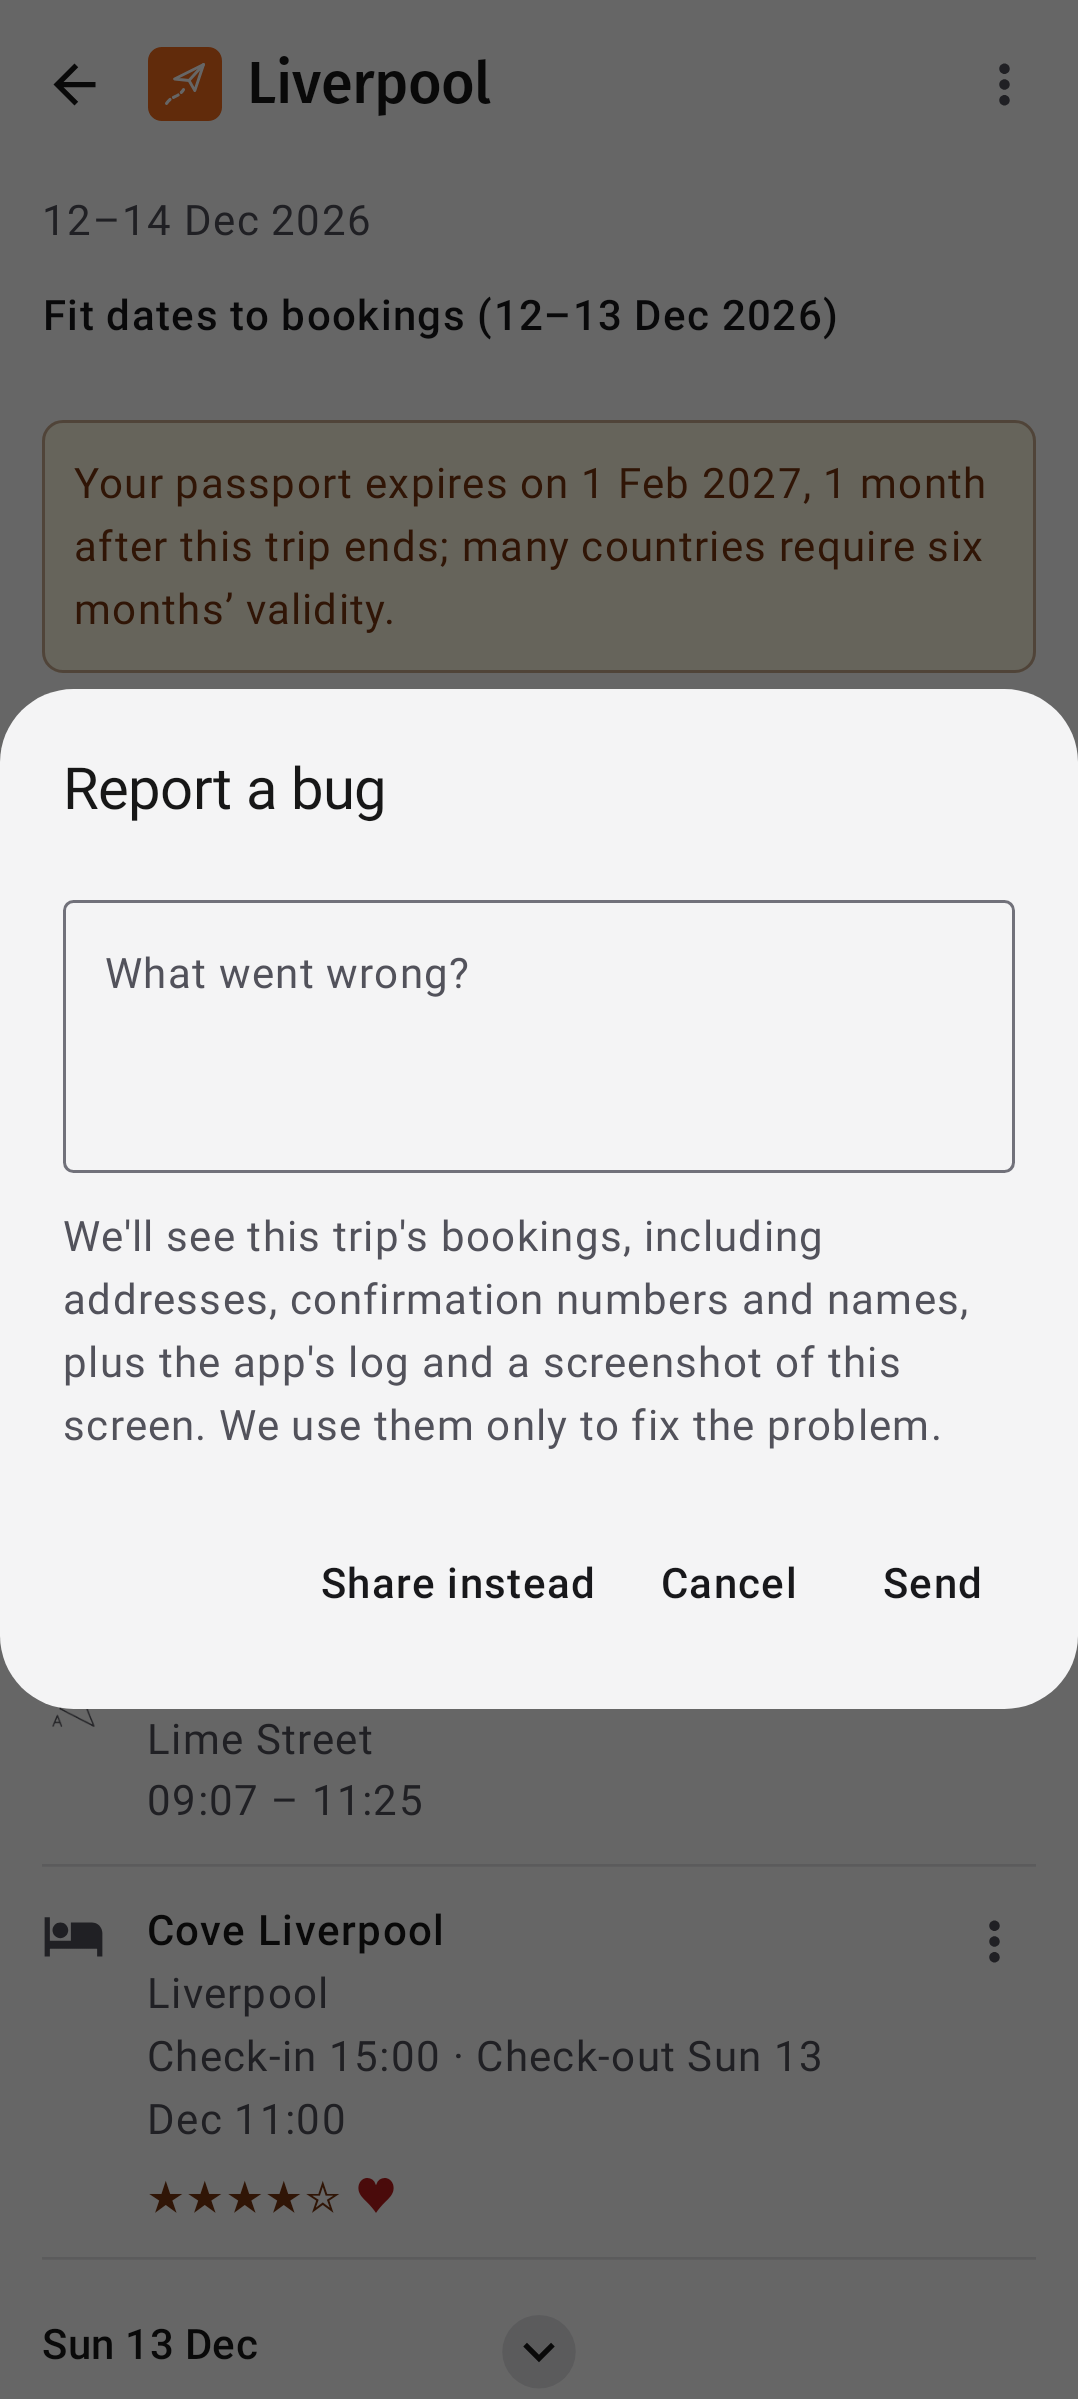 Liverpool
12–14 Dec 2026
Fit dates to bookings (12–13 Dec 2026)
Your passport expires on 1 Feb 2027, 1 month
after this trip ends; many countries require six
months’ validity.
Report a bug
What went wrong?
We'll see this trip's bookings, including
addresses, confirmation numbers and names,
plus the app's log and a screenshot of this
screen. We use them only to fix the problem.
Share instead Cancel Send
A
Lime Street
09:07 – 11:25
Cove Liverpool
Liverpool
Check-in 15:00 · Check-out Sun 13
Dec 11:00
★★★★☆ ♥
Sun 13 Dec